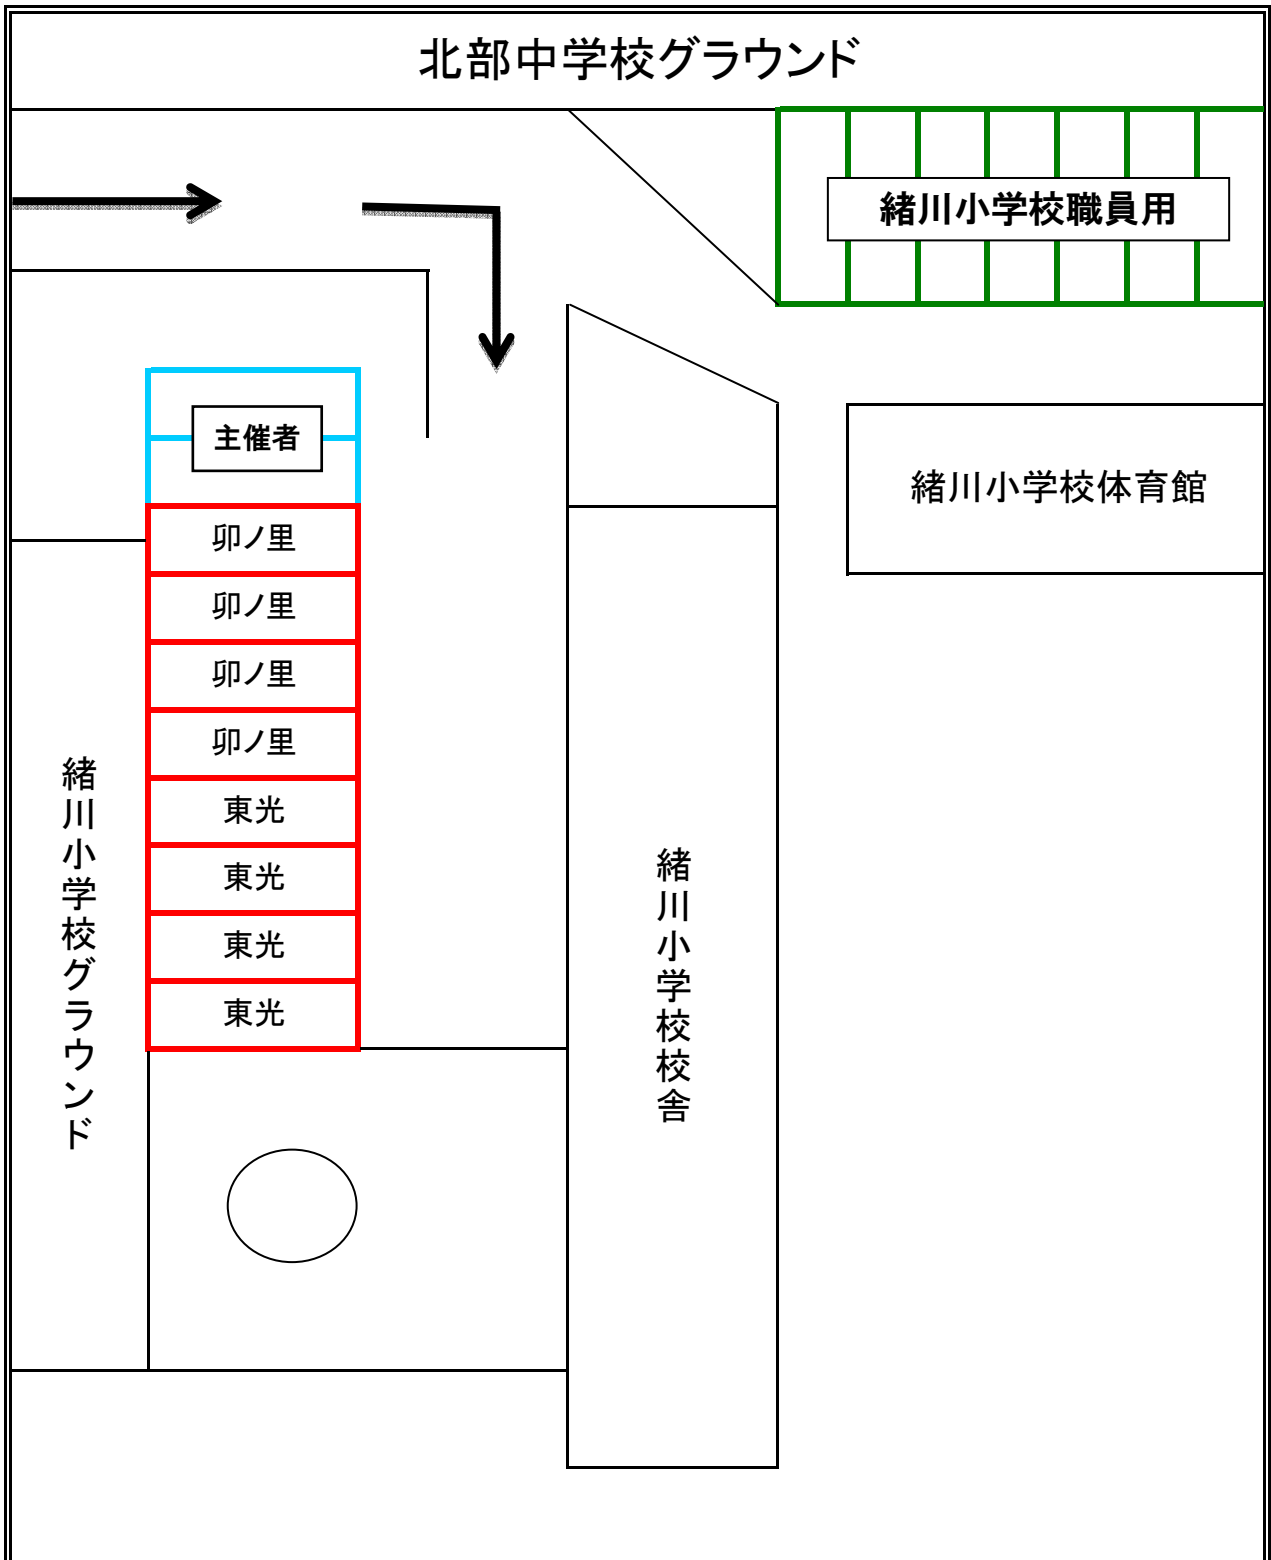 北部中学校グラウンド
緒川小学校職員用
主催者
緒川小学校体育館
卯ノ里
卯ノ里
卯ノ里
卯ノ里
東光
東光
東光
東光
緒川小学校グラウンド
緒川小学校校舎